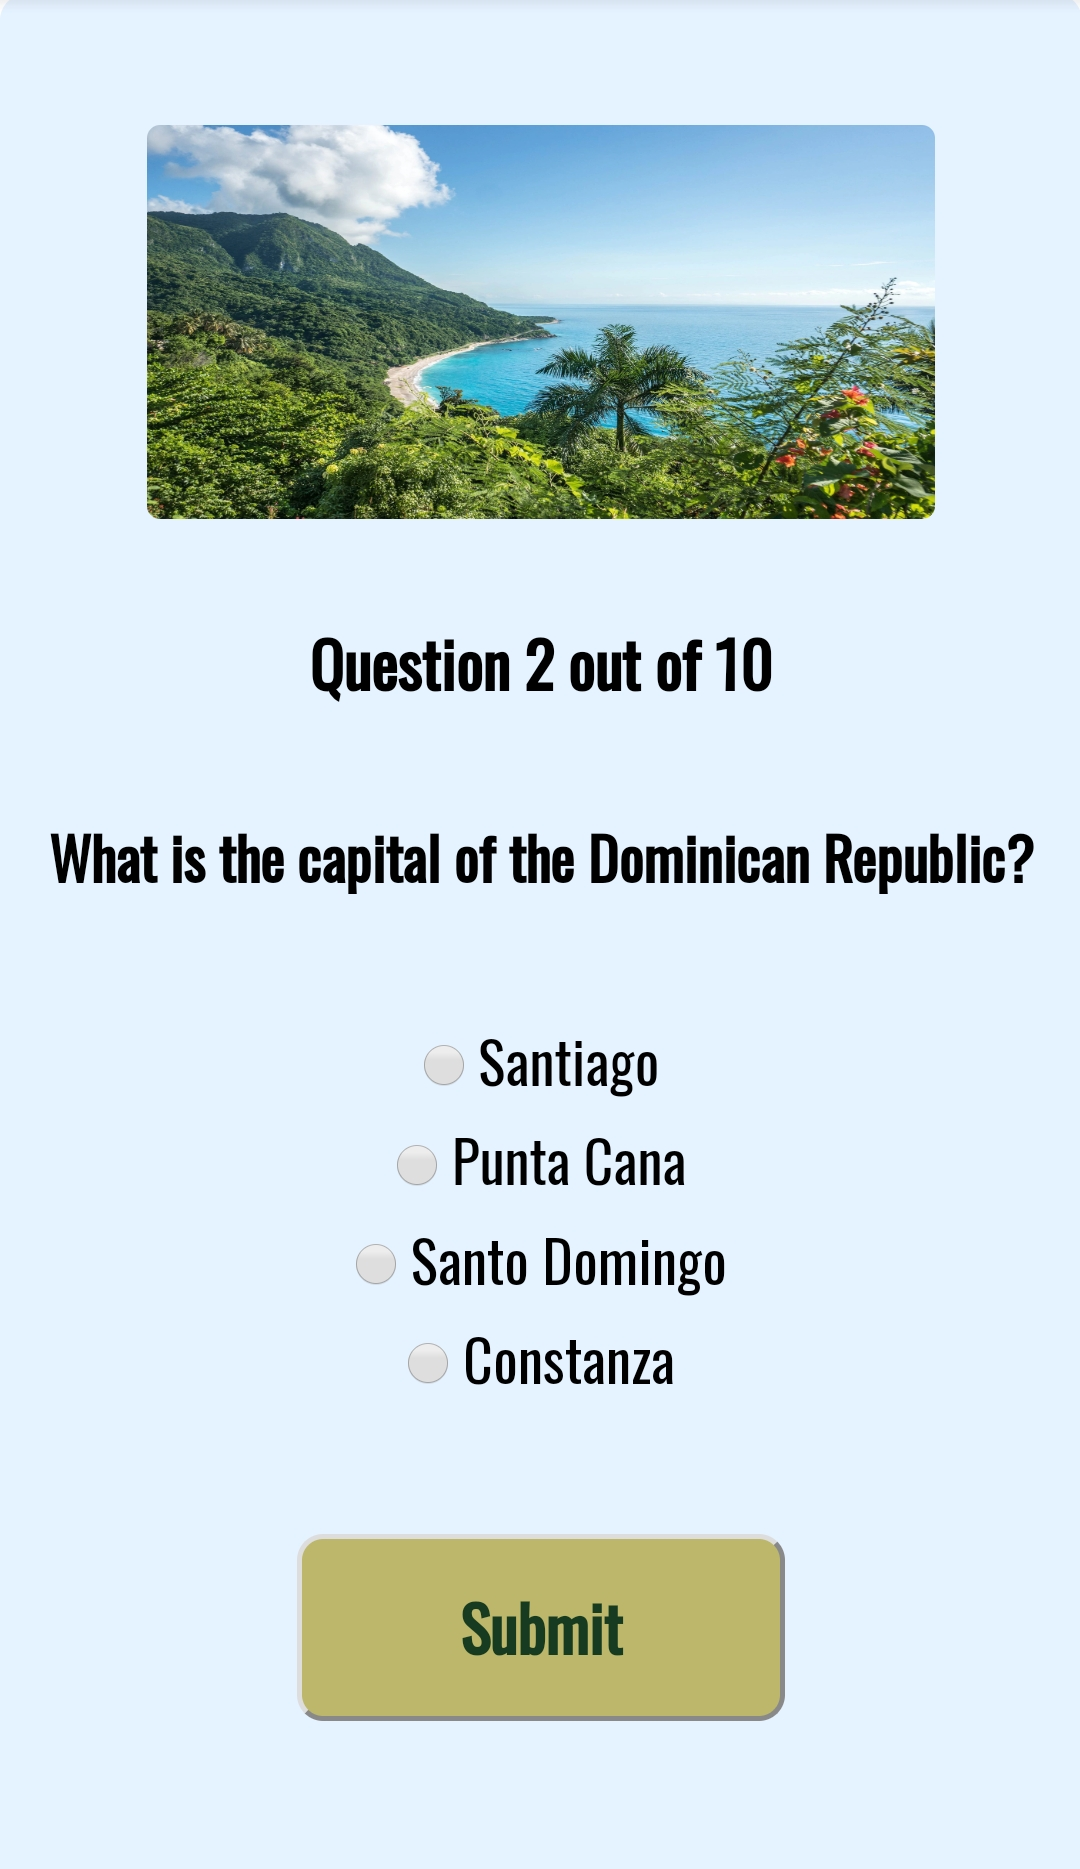 Question 2 out of 10
What is the capital of the Dominican Republic?
Santiago
Punta Cana
Santo Domingo
Constanza
Submit